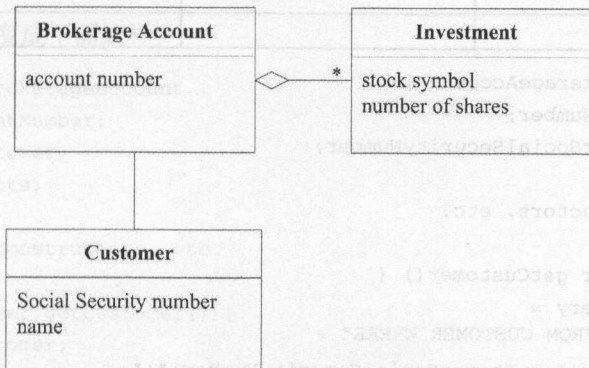 Brokerage Account
account number
*
Investment
stock symbol
number of shares
Customer
Social Security number
name